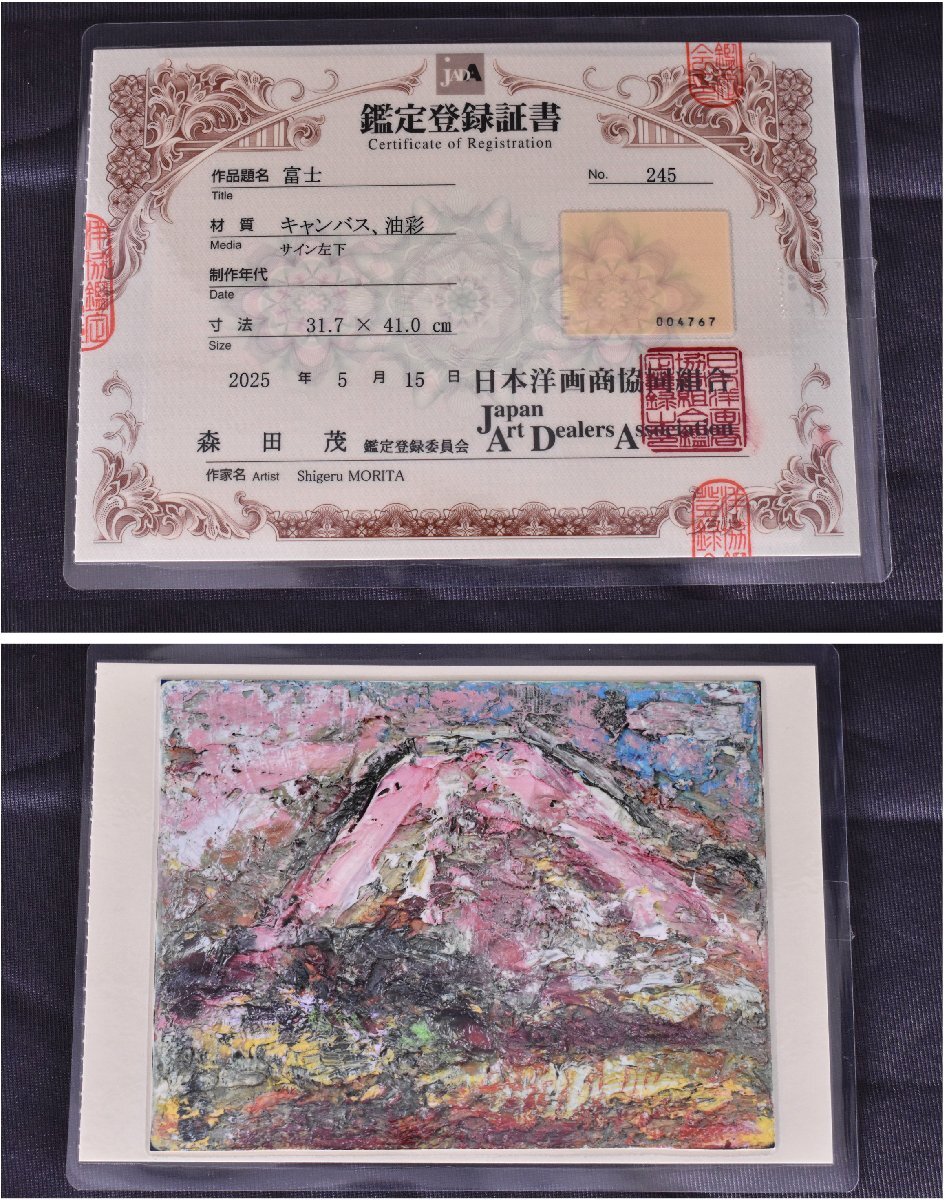 JADA
鑑定登録証書
Certificate of Registration
作品題名 富士
Title
No. 245
材質 キャンバス、油彩
Media サイン左下
制作年代
Date
004767
寸法 31.7 × 41.0 cm
Size
2025 年 5 月 15 日 日本洋画商協同組合
Japan
Art Dealers Association
森田 茂 鑑定登録委員会
作家名 Artist Shigeru MORITA